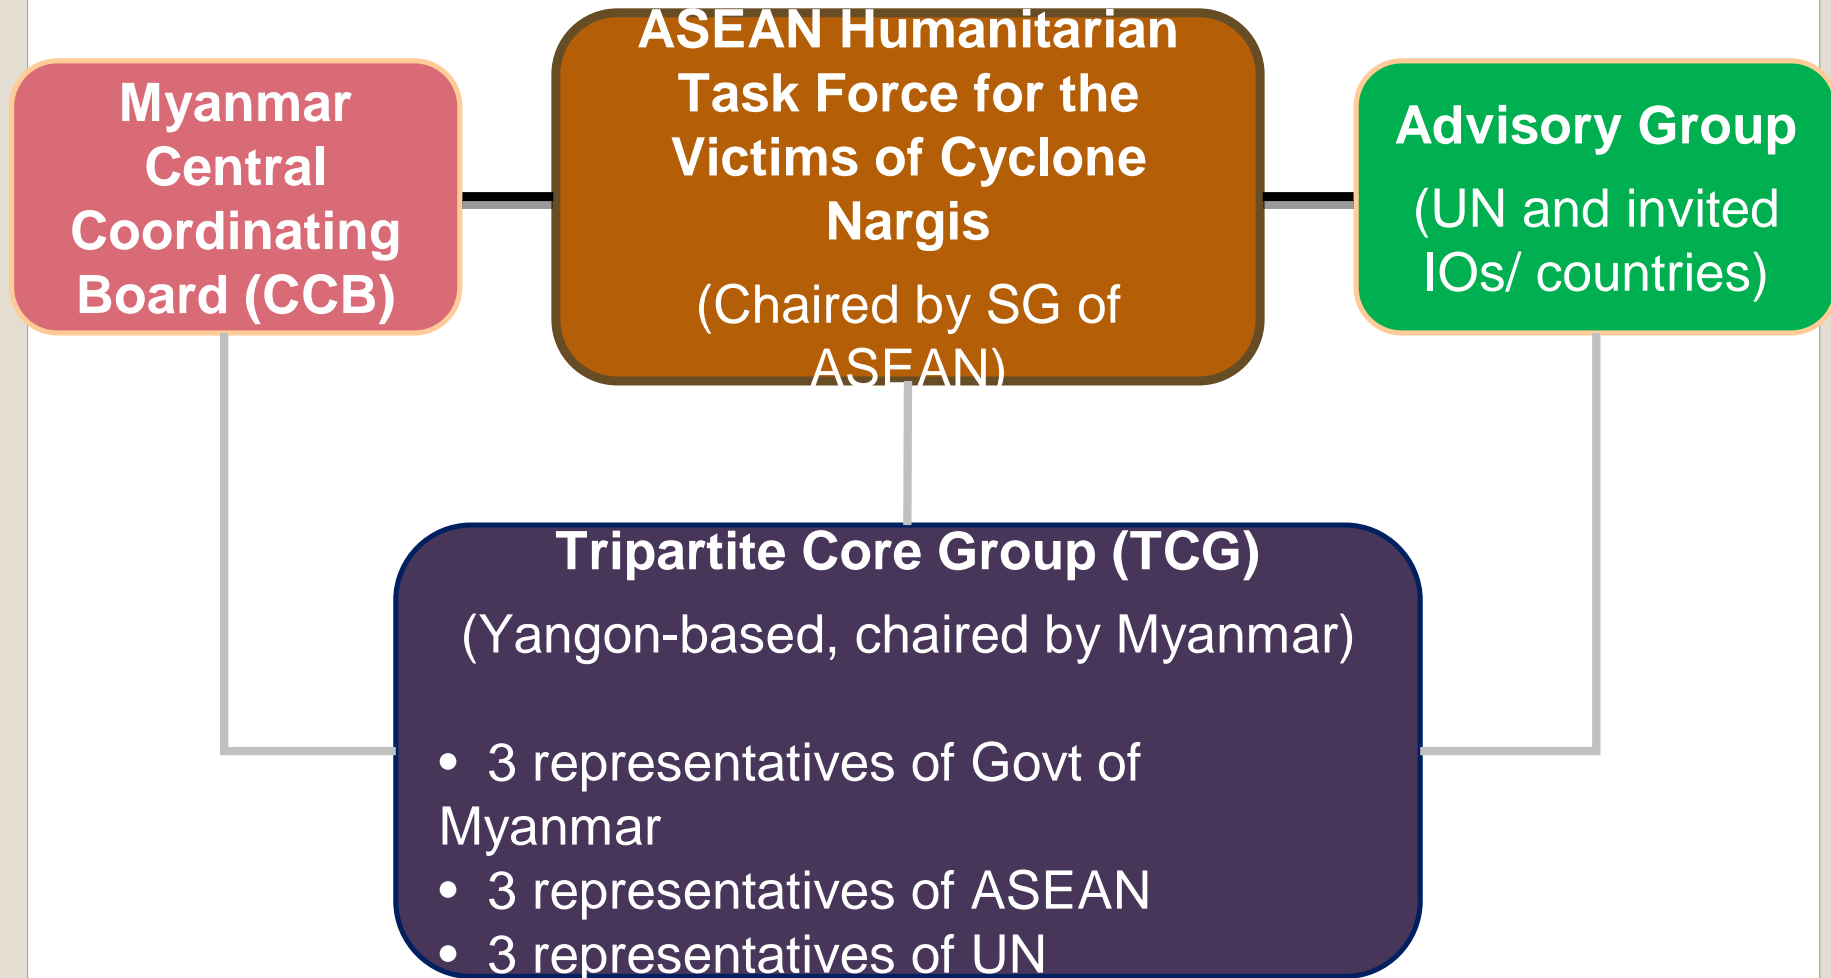 Myanmar
Central
Coordinating
Board (CCB)
ASEAN Humanitarian
Task Force for the
Victims of Cyclone
Nargis
(Chaired by SG of
ASEAN)
Advisory Group
(UN and invited
IOs/ countries)
Tripartite Core Group (TCG)
(Yangon-based, chaired by Myanmar)
• 3 representatives of Govt of
Myanmar
• 3 representatives of ASEAN
• 3 representatives of UN